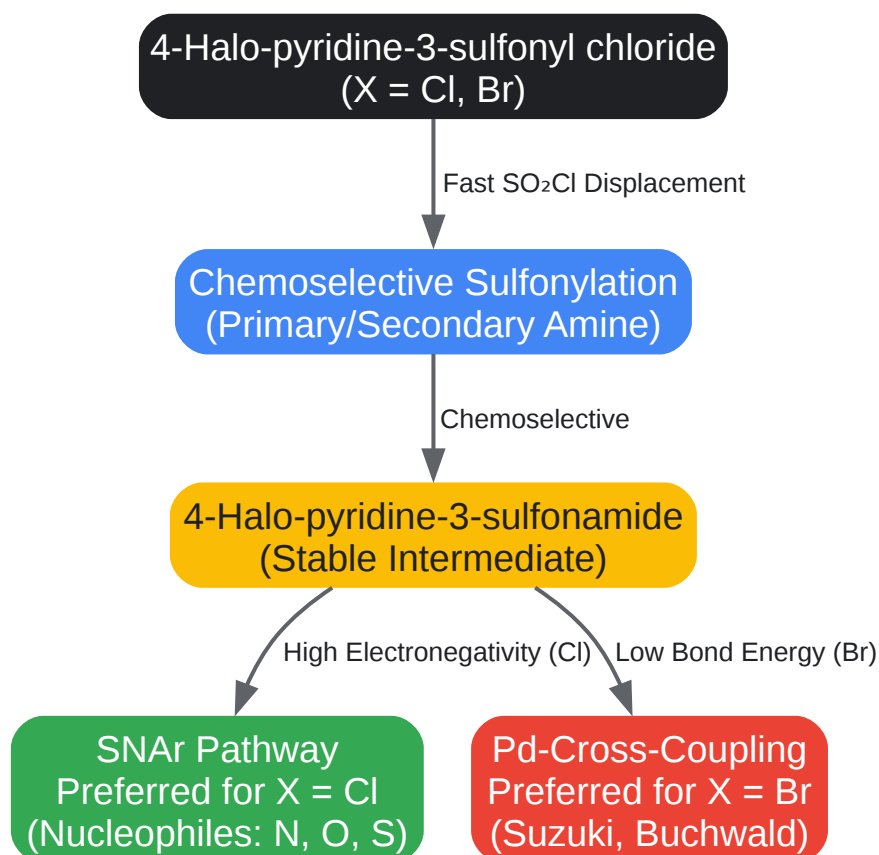 4-Halo-pyridine-3-sulfonyl chloride
(X = Cl, Br)
Fast SO₂Cl Displacement
Chemoselective Sulfonylation
(Primary/Secondary Amine)
Chemoselective
4-Halo-pyridine-3-sulfonamide
(Stable Intermediate)
High Electronegativity (Cl)
Low Bond Energy (Br)
SNAr Pathway
Preferred for X = Cl
(Nucleophiles: N, O, S)
Pd-Cross-Coupling
Preferred for X = Br
(Suzuki, Buchwald)